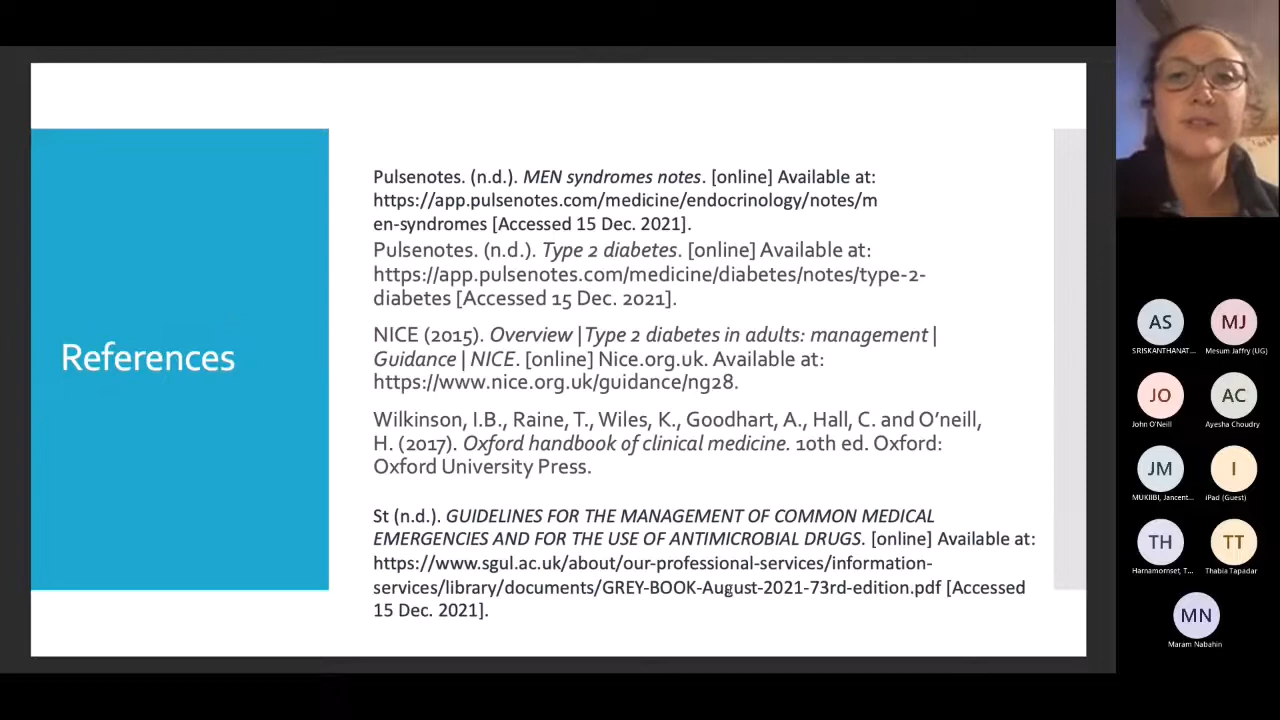 References
Pulsenotes. (n.d.). MEN syndromes notes. [online] Available at:
https://app.pulsenotes.com/medicine/endocrinology/notes/m
en-syndromes [Accessed 15 Dec. 2021].
Pulsenotes. (n.d.). Type 2 diabetes. [online] Available at:
https://app.pulsenotes.com/medicine/diabetes/notes/type-2-
diabetes [Accessed 15 Dec. 2021].
NICE (2015). Overview | Type 2 diabetes in adults: management |
Guidance | NICE. [online] Nice.org.uk. Available at:
https://www.nice.org.uk/guidance/ng28.
Wilkinson, I.B., Raine, T., Wiles, K., Goodhart, A., Hall, C. and O’neill,
H. (2017). Oxford handbook of clinical medicine. 10th ed. Oxford:
Oxford University Press.
St (n.d.). GUIDELINES FOR THE MANAGEMENT OF COMMON MEDICAL
EMERGENCIES AND FOR THE USE OF ANTIMICROBIAL DRUGS. [online] Available at:
https://www.sgul.ac.uk/about/our-professional-services/information-
services/library/documents/GREY-BOOK-August-2021-73rd-edition.pdf [Accessed
15 Dec. 2021].
AS
SRISKANTHANAT...
MJ
Mesum Jaffry (UG)
JO
John O'Neill
AC
Ayesha Choudry
JM
MUKIIBI, Jancent...
I
iPad (Guest)
TH
Harnamornset, T...
TT
Thabia Tapadar
MN
Maram Nabahin